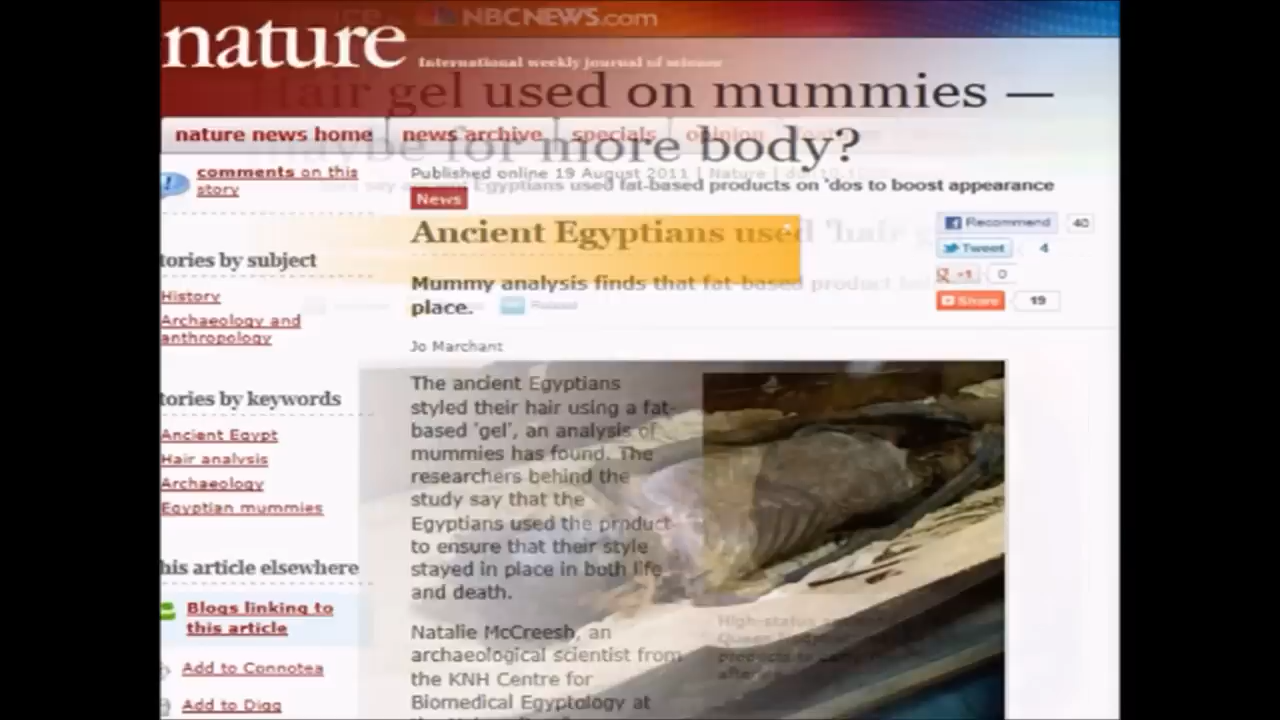 NBCNEWS.com
nature
International weekly journal of science
Hair gel used on mummies —
maybe for more body?
nature news home
news archive
specials
opinion
comments on this
story
Published online 19 August 2011 | Nature |
say Egyptians used fat-based products on 'dos to boost appearance
News
Recommend
40
Ancient Egyptians used 'hair
Tweet
4
tories by subject
Mummy analysis finds that fat-based product
+1
0
place.
History
Share
19
Archaeology and
anthropology
Jo Marchant
The ancient Egyptians
styled their hair using a fat-
based 'gel', an analysis of
mummies has found. The
researchers behind the
study say that the
Egyptians used the product
to ensure that their style
stayed in place in both life
and death.
tories by keywords
Ancient Egypt
Hair analysis
Archaeology
Egyptian mummies
his article elsewhere
Blogs linking to
this article
Add to Connotea
Add to Digg
Natalie McCreesh, an
archaeological scientist from
the KNH Centre for
Biomedical Egyptology at
High-status